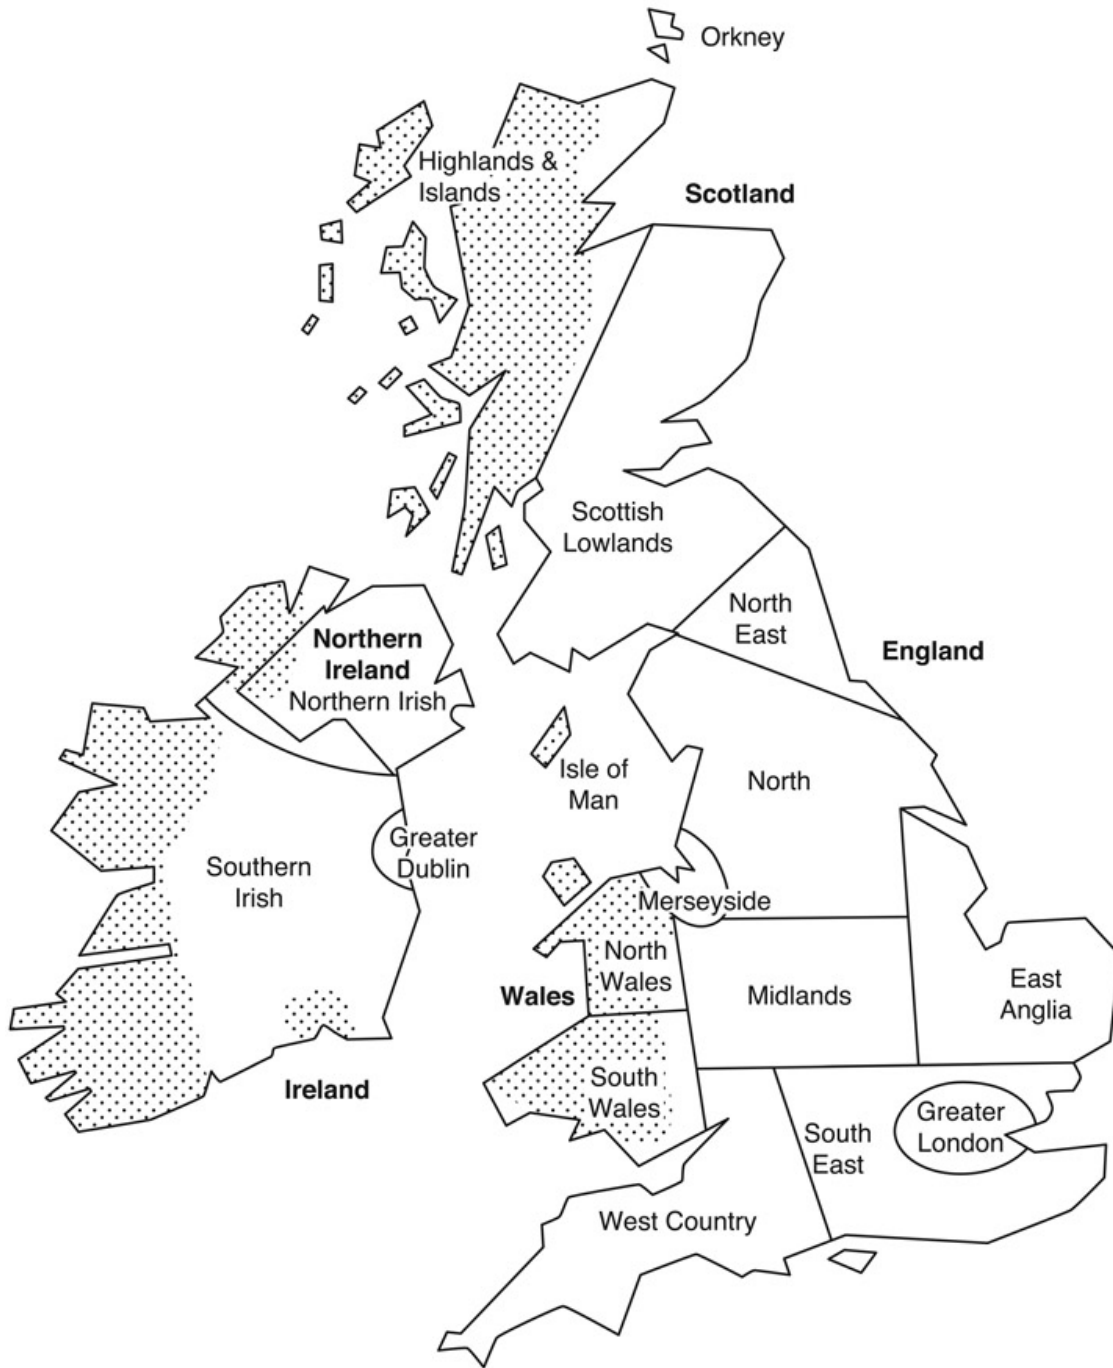 Orkney
Highlands &
Islands
Scotland
Scottish
Lowlands
North
East
England
Northern
Ireland
Northern Irish
Isle of
Man
North
Greater
Dublin
Southern
Irish
Merseyside
North
Wales
Wales
Midlands
East
Anglia
Ireland
South
Wales
Greater
London
South
East
West Country